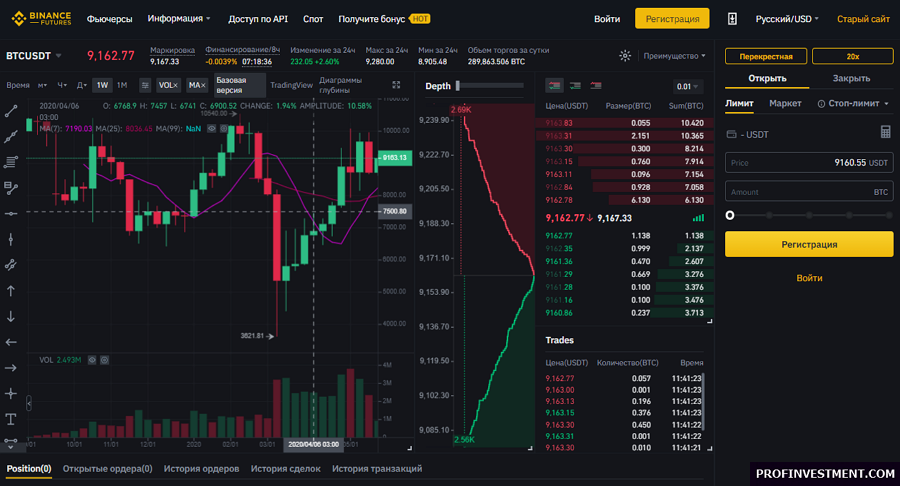 BINANCE FUTURES Фьючерсы Информация Доступ по API Спот Получите бонус HOT Войти Регистрация Русский/USD Старый сайт
BTCUSDT 9,162.77 Маркировка 9,167.33 Финансирование/8ч -0.0039% 07:18:36 Изменение за 24ч 232.05 +2.60% Макс за 24ч 9,280.00 Мин за 24ч 8,905.48 Объем торгов за сутки 289,863.506 BTC Преимущество
Время м Ч Д 1W 1М VOL× MA× Базовая версия TradingView Диаграммы глубины
2020/04/06 03:00 O: 6768.9 H: 7457 L: 6741 C: 6900.52 CHANGE: 1.94% AMPLITUDE: 10.58%
MA(7): 7190.03 MA(25): 8036.45 MA(99): NaN
10540.00
10000.00
9183.13
8000.00
7500.80
6000.00
4000.00
3621.81
VOL 2.493M
4M
3M
2M
1M
10/01 11/01 12/01 2020 02/01 03/01 2020/04/06 03:00 05/01
Depth
2.69K
9,239.90
9,222.70
9,205.50
9,188.30
9,171.10
9,153.90
9,136.70
9,119.50
9,102.30
9,085.10
2.56K
0.01
Цена(USDT) Размер(BTC) Sum(BTC)
9163.83 0.055 10.420
9163.31 2.151 10.365
9163.30 0.300 8.214
9163.15 0.760 7.914
9163.11 0.096 7.154
9162.84 0.928 7.058
9162.78 6.130 6.130
9,162.77 9,167.33
9162.77 1.138 1.138
9162.35 0.999 2.137
9161.36 0.470 2.607
9161.29 0.669 3.276
9161.28 0.100 3.376
9161.16 0.100 3.476
9160.86 0.237 3.713
Trades
Цена(USDT) Количество(BTC) Время
9,162.77 0.057 11:41:23
9,163.00 0.001 11:41:23
9,163.13 0.196 11:41:23
9,163.15 0.376 11:41:23
9,163.30 0.450 11:41:22
9,163.31 0.001 11:41:22
9,163.30 0.010 11:41:21
Перекрестная 20x
Открыть Закрыть
Лимит Маркет Стоп-лимит
- USDT
Price 9160.55 USDT
Amount BTC
Регистрация
Войти
Position(0) Открытые ордера(0) История ордеров История сделок История транзакций
PROFINVESTMENT.COM